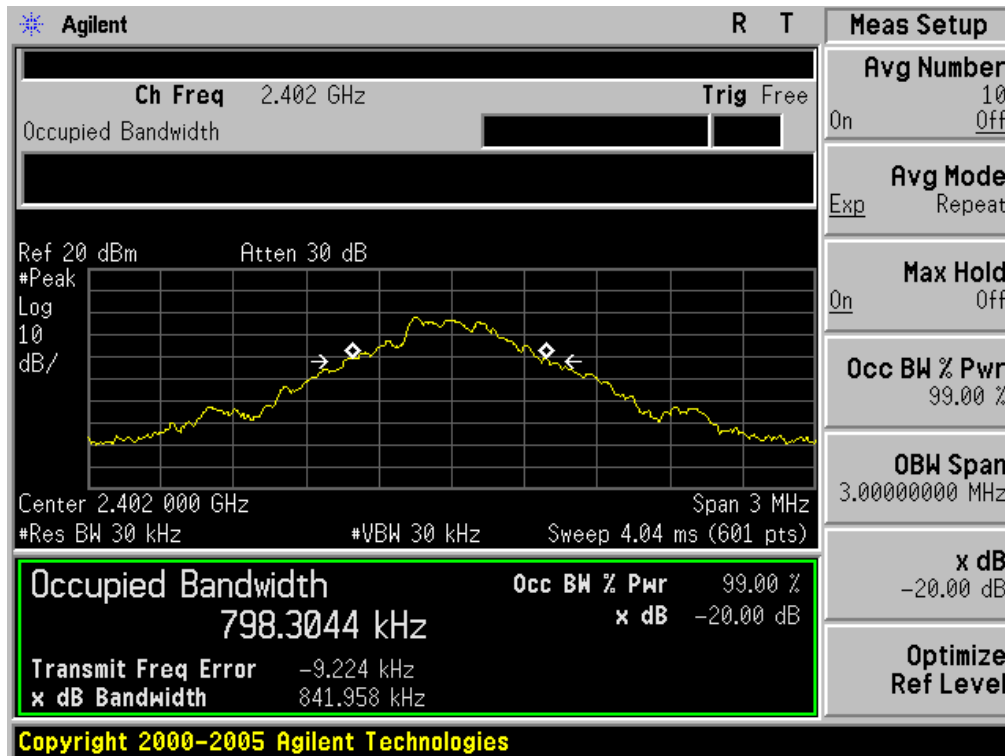 Agilent R T
Ch Freq 2.402 GHz Trig Free
Occupied Bandwidth
Ref 20 dBm Atten 30 dB
#Peak
Log
10
dB/
Center 2.402 000 GHz Span 3 MHz
#Res BW 30 kHz #VBW 30 kHz Sweep 4.04 ms (601 pts)
Occupied Bandwidth Occ BW % Pwr 99.00 %
798.3044 kHz x dB -20.00 dB
Transmit Freq Error -9.224 kHz
x dB Bandwidth 841.958 kHz
Copyright 2000-2005 Agilent Technologies
Meas Setup
Avg Number
10
On Off
Avg Mode
Exp Repeat
Max Hold
On Off
Occ BW % Pwr
99.00 %
OBW Span
3.00000000 MHz
x dB
-20.00 dB
Optimize
Ref Level